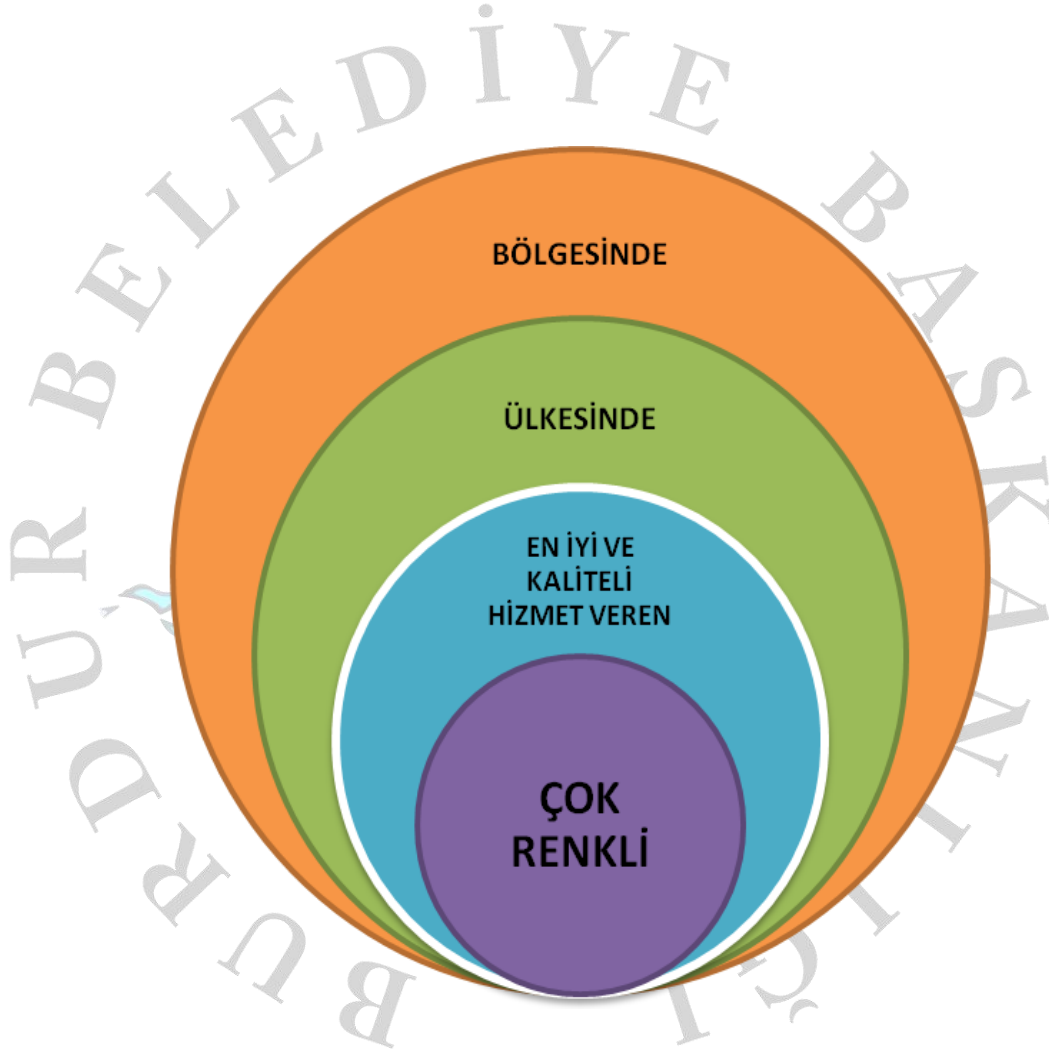 BURDUR BELEDİYE BAŞKANLIĞI
BÖLGESİNDE
ÜLKESİNDE
EN İYİ VE
KALİTELİ
HİZMET VEREN
ÇOK
RENKLİ